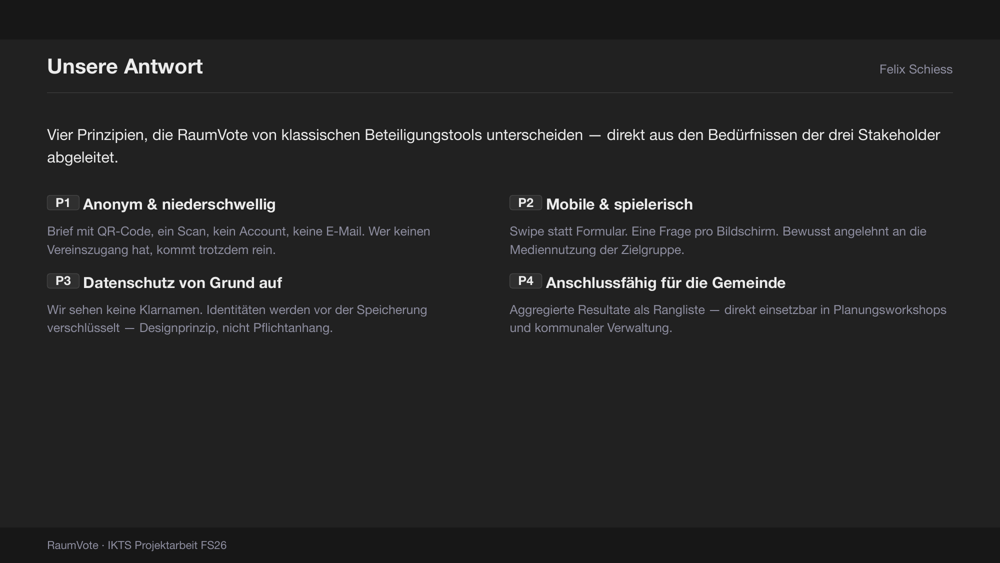 Unsere Antwort
Felix Schiess
Vier Prinzipien, die RaumVote von klassischen Beteiligungstools unterscheiden — direkt aus den Bedürfnissen der drei Stakeholder
abgeleitet.
P1 Anonym & niederschwellig
Brief mit QR-Code, ein Scan, kein Account, keine E-Mail. Wer keinen
Vereinszugang hat, kommt trotzdem rein.
P2 Mobile & spielerisch
Swipe statt Formular. Eine Frage pro Bildschirm. Bewusst angelehnt an die
Mediennutzung der Zielgruppe.
P3 Datenschutz von Grund auf
Wir sehen keine Klarnamen. Identitäten werden vor der Speicherung
verschlüsselt — Designprinzip, nicht Pflichtanhang.
P4 Anschlussfähig für die Gemeinde
Aggregierte Resultate als Rangliste — direkt einsetzbar in Planungsworkshops
und kommunaler Verwaltung.
RaumVote · IKTS Projektarbeit FS26